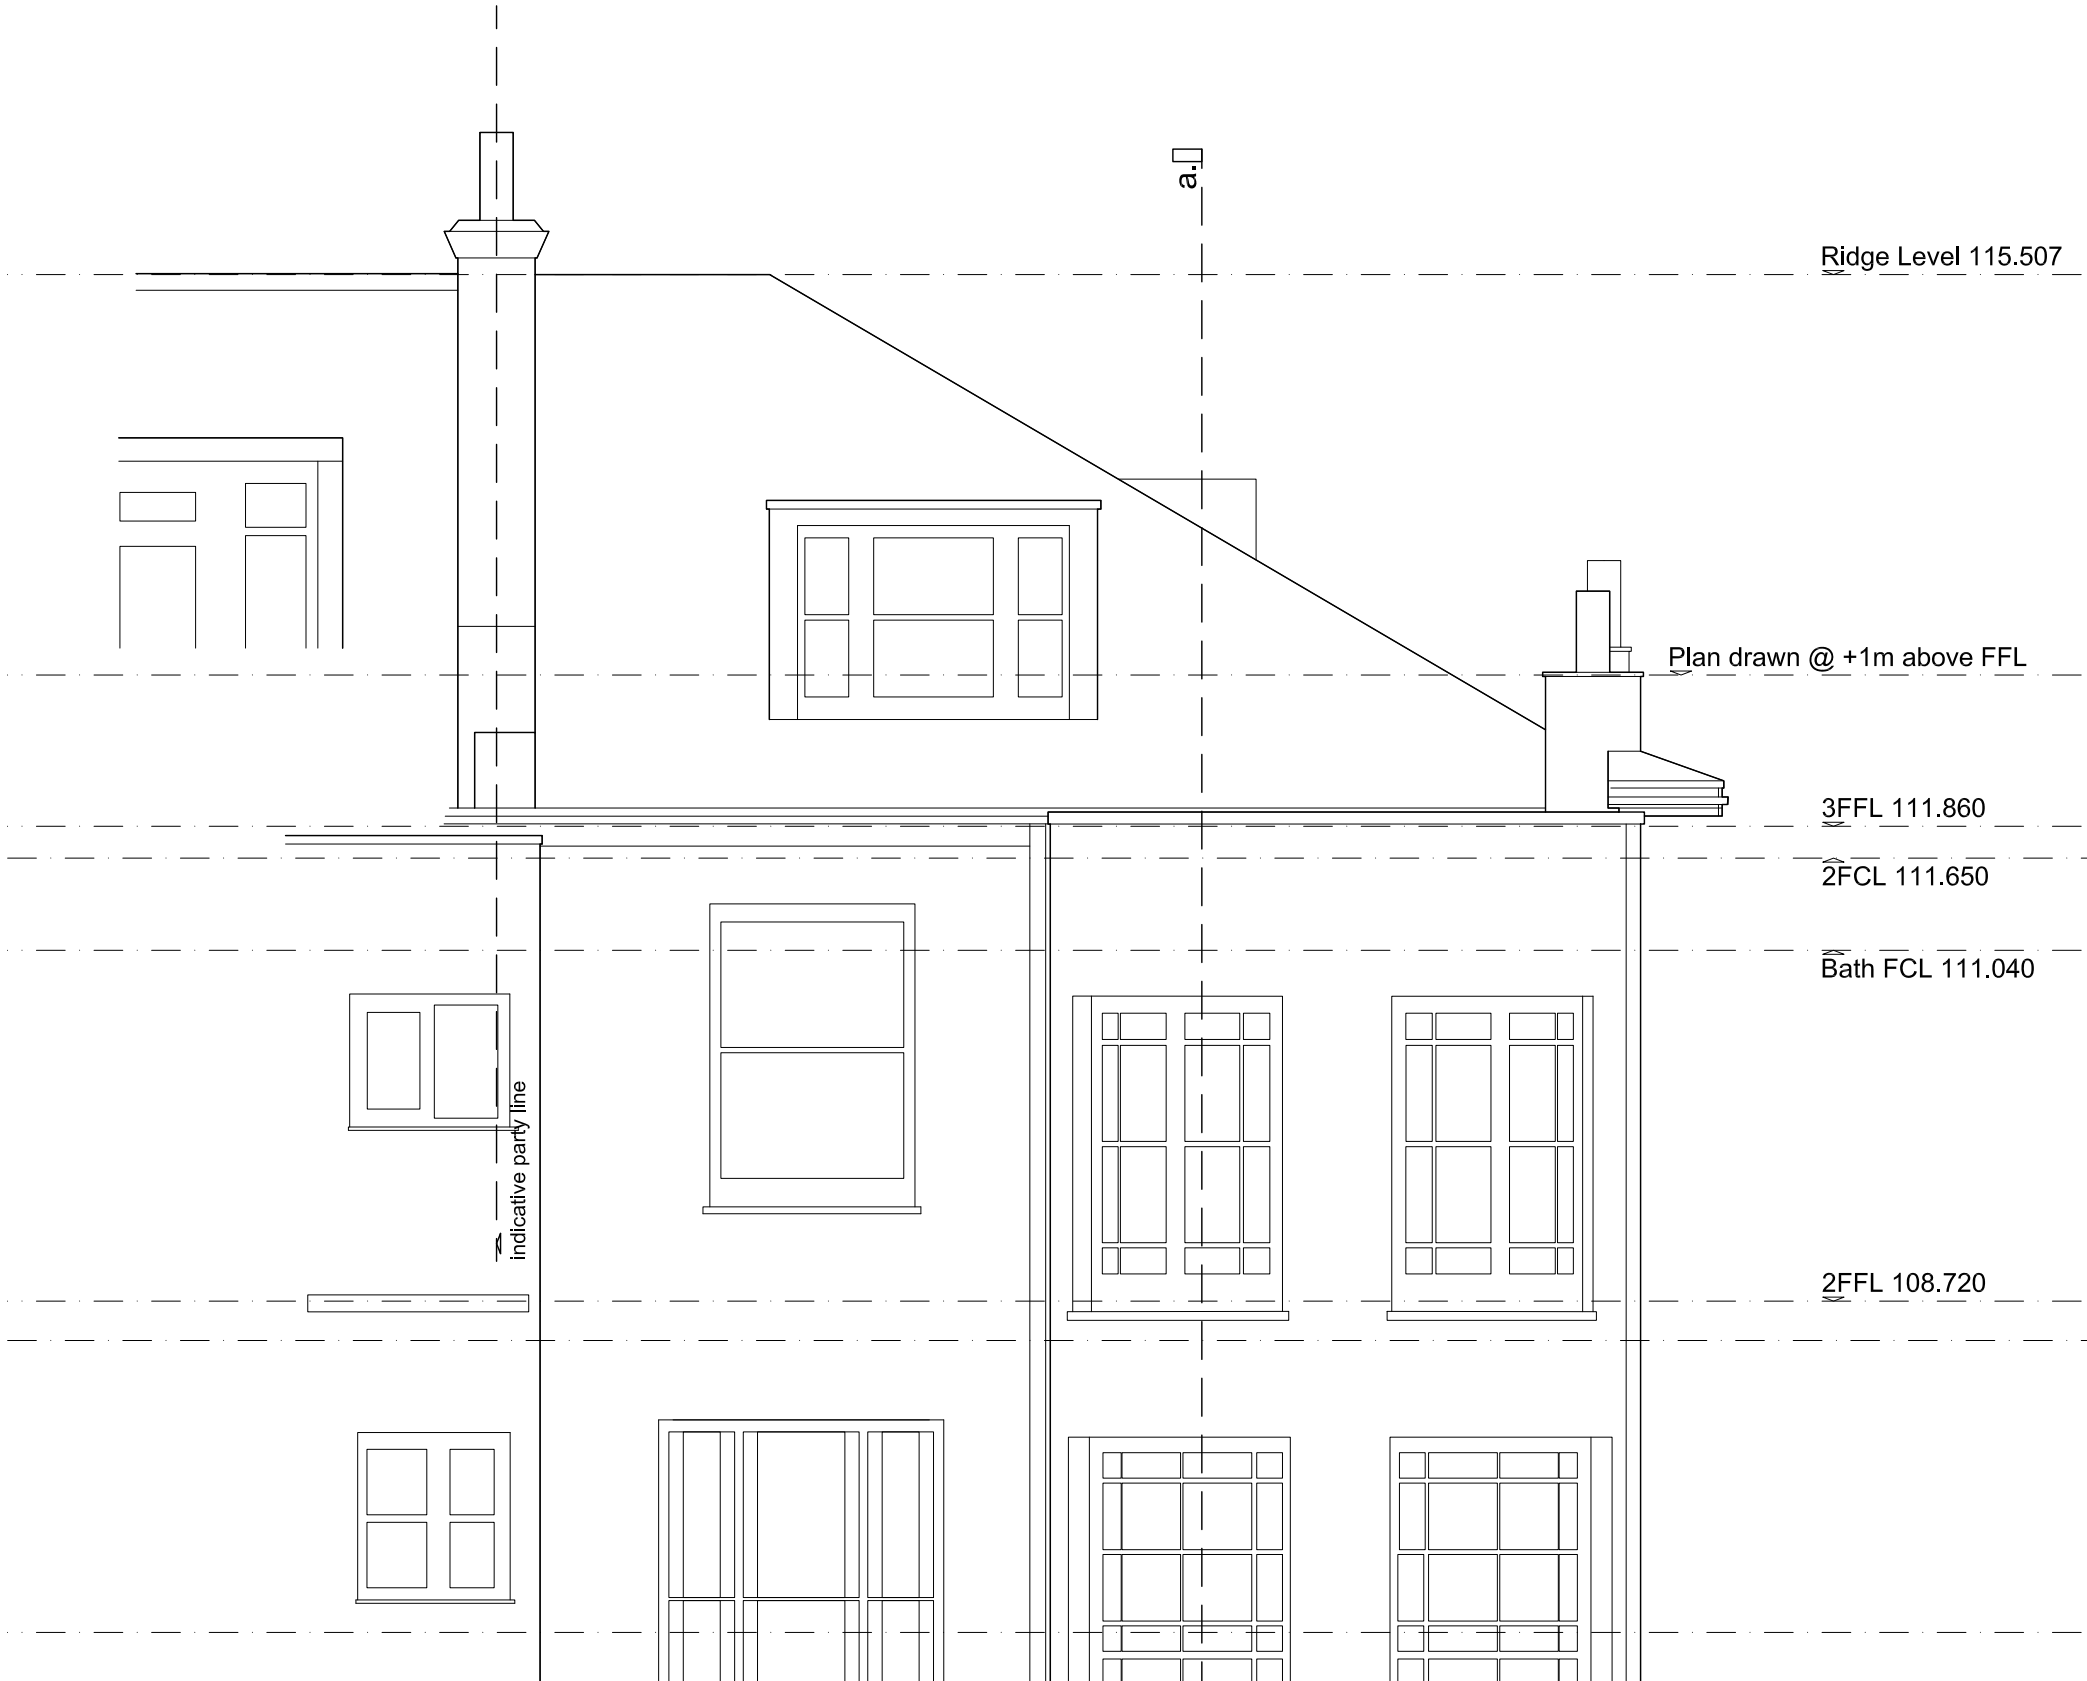 a.
Ridge Level 115.507
Plan drawn @ +1m above FFL
3FFL 111.860
2FCL 111.650
Bath FCL 111.040
indicative party line
2FFL 108.720